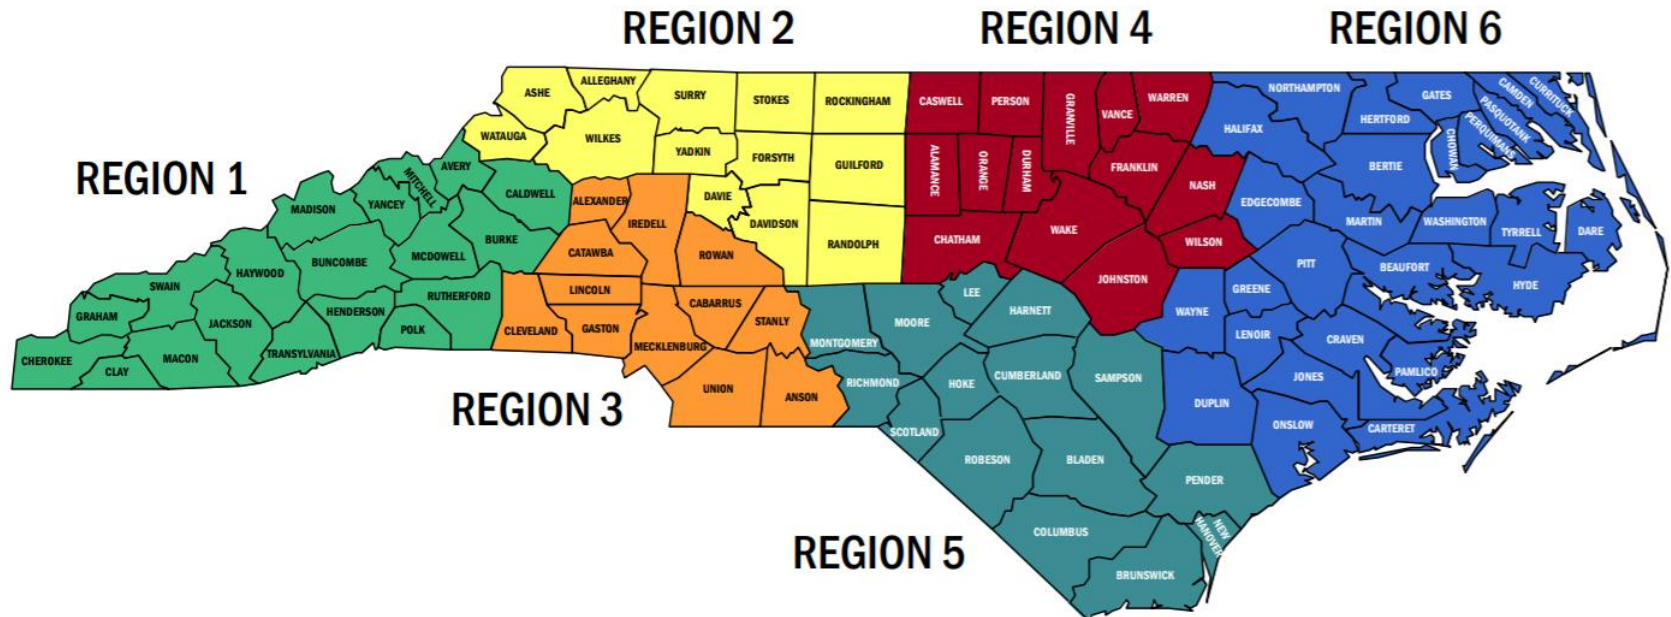 REGION 2
REGION 4
REGION 6
REGION 1
REGION 3
REGION 5
ASHE
ALLEGHANY
SURRY
STOKES
ROCKINGHAM
WATAUGA
WILKES
YADKIN
FORSYTH
GUILFORD
DAVIE
DAVIDSON
RANDOLPH
CASWELL
PERSON
GRANVILLE
VANCE
WARREN
ALAMANCE
ORANGE
DURHAM
FRANKLIN
NASH
CHATHAM
WAKE
WILSON
JOHNSTON
NORTHAMPTON
GATES
CAMDEN
CURRITUCK
PASQUOTANK
PERQUIMANS
HERTFORD
HALIFAX
CHOWAN
BERTIE
EDGECOMBE
MARTIN
WASHINGTON
TYRRELL
DARE
PITT
BEAUFORT
HYDE
GREENE
WAYNE
LENOIR
CRAVEN
PAMLICO
JONES
DUPLIN
ONSLOW
CARTERET
AVERY
MITCHELL
CALDWELL
YANCEY
MADISON
BURKE
MCDOWELL
BUNCOMBE
HAYWOOD
SWAIN
RUTHERFORD
HENDERSON
POLK
GRAHAM
JACKSON
TRANSYLVANIA
MACON
CHEROKEE
CLAY
ALEXANDER
IREDELL
CATAWBA
ROWAN
LINCOLN
CABARRUS
CLEVELAND
GASTON
STANLY
MECKLENBURG
UNION
ANSON
LEE
MOORE
HARNETT
MONTGOMERY
RICHMOND
HOKE
CUMBERLAND
SAMPSON
SCOTLAND
ROBESON
BLADEN
PENDER
COLUMBUS
NEW
HANOVER
BRUNSWICK